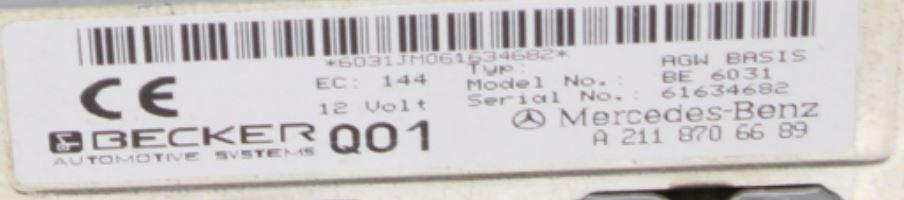 *6031JM061634682*
Typ: AGW BASIS
EC: 144 Model No.: BE 6031
12 Volt Serial No.: 61634682
CE
Mercedes-Benz
BECKER Q01 A 211 870 66 89
AUTOMOTIVE SYSTEMS